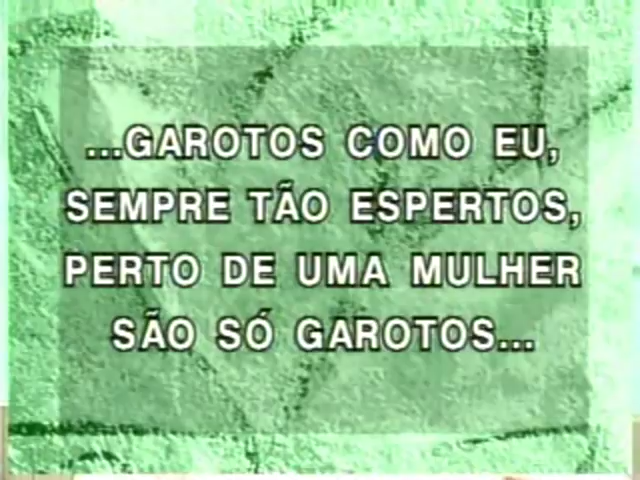 ...GAROTOS COMO EU,
SEMPRE TÃO ESPERTOS,
PERTO DE UMA MULHER
SÃO SÓ GAROTOS...